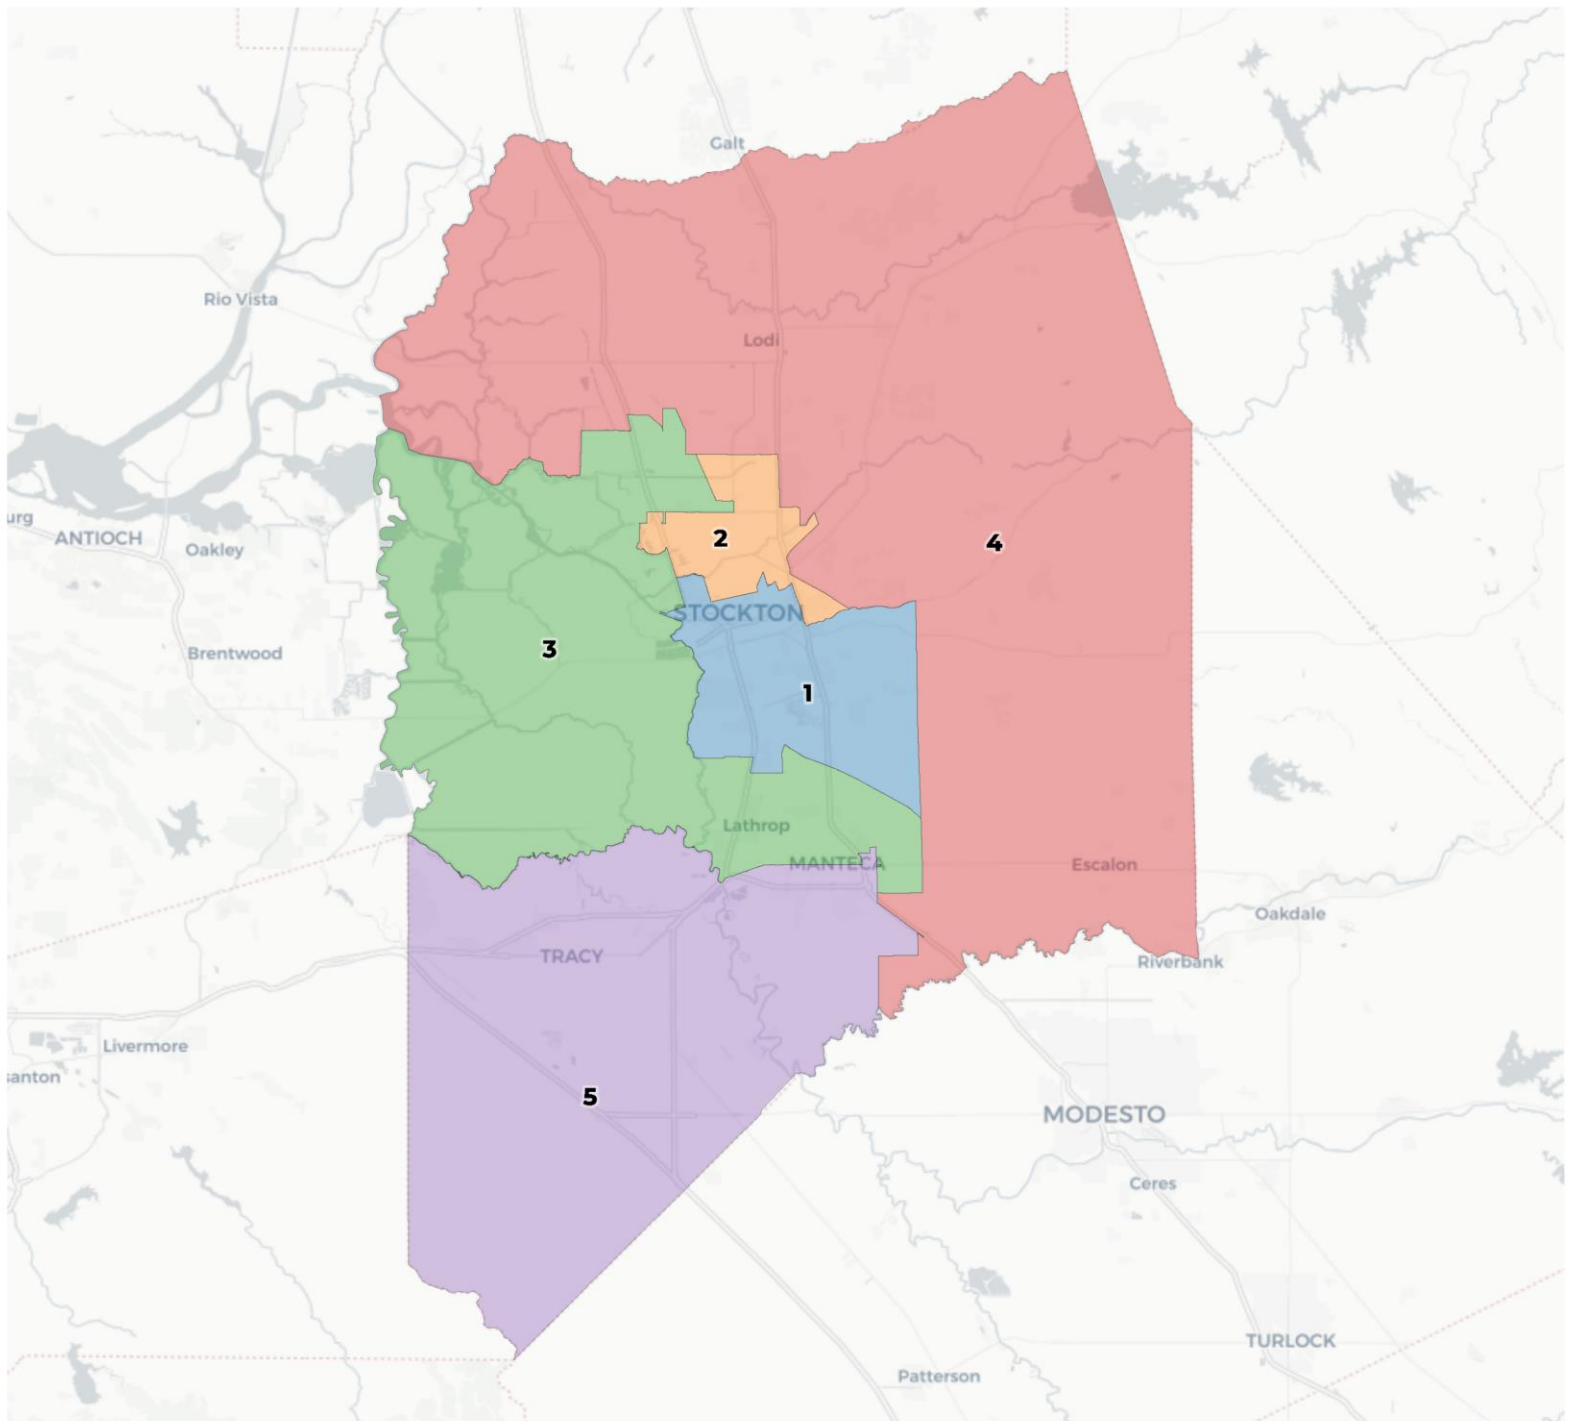 Galt
Rio Vista
Lodi
urg
ANTIOCH
Oakley
2
4
STOCKTON
Brentwood
3
1
Lathrop
MANTECA
Escalon
Oakdale
TRACY
Riverbank
Livermore
santon
5
MODESTO
Ceres
TURLOCK
Patterson